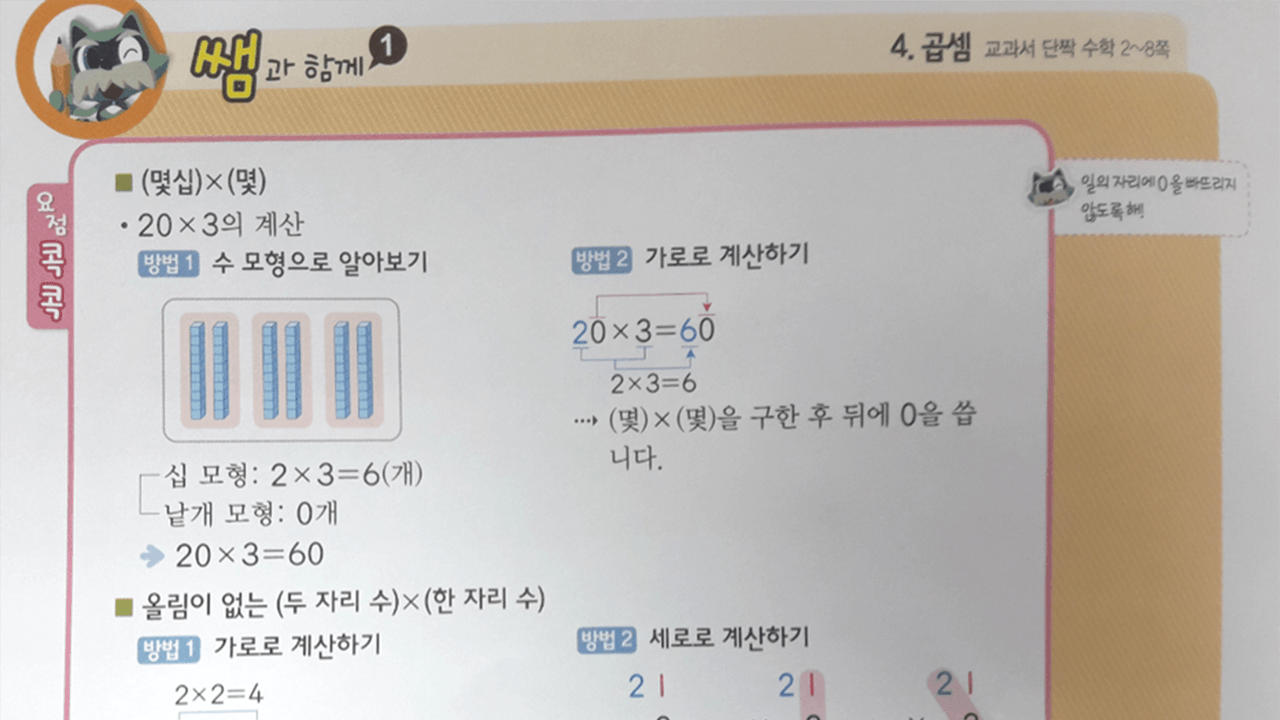 쌤과 함께 1
4. 곱셈 교과서 단짝 수학 2~8쪽
요점 콕콕
일의 자리에 0을 빠뜨리지
않도록 해!
■ (몇십)×(몇)
• 20×3의 계산
방법 1 수 모형으로 알아보기
십 모형: 2×3=6(개)
낱개 모형: 0개
➔ 20×3=60
방법 2 가로로 계산하기
20×3=60
2×3=6
···→ (몇)×(몇)을 구한 후 뒤에 0을 씁
니다.
■ 올림이 없는 (두 자리 수)×(한 자리 수)
방법 1 가로로 계산하기
2×2=4
방법 2 세로로 계산하기
2 1 2 1 2 1